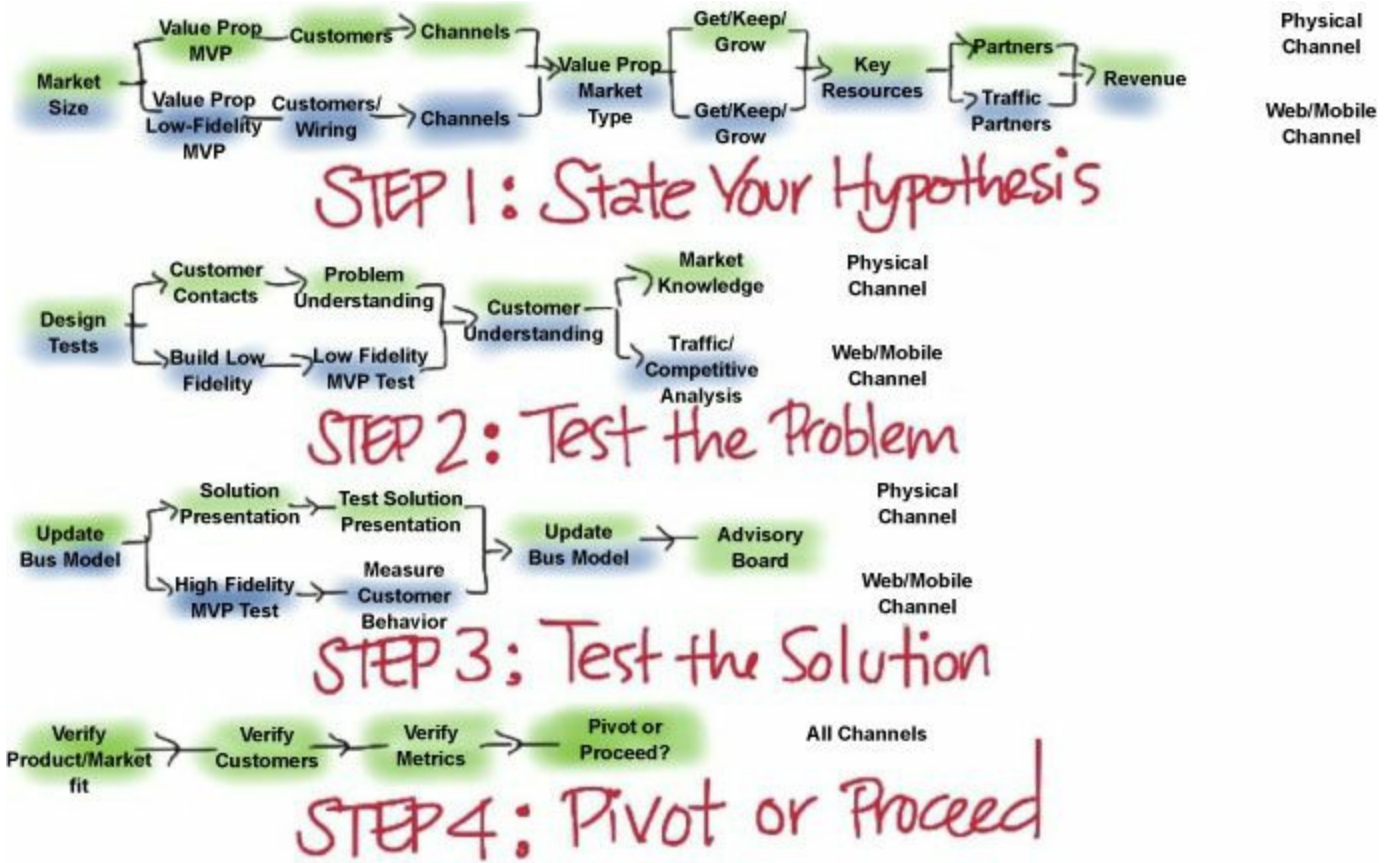 Value Prop
MVP
Customers
Channels
Get/Keep/
Grow
Partners
Physical
Channel
Market
Size
Value Prop
Market
Type
Key
Resources
Revenue
Value Prop
Low-Fidelity
MVP
Customers/
Wiring
Channels
Get/Keep/
Grow
Traffic
Partners
Web/Mobile
Channel
STEP 1: State Your Hypothesis
Customer
Contacts
Problem
Understanding
Market
Knowledge
Physical
Channel
Design
Tests
Customer
Understanding
Build Low
Fidelity
Low Fidelity
MVP Test
Traffic/
Competitive
Analysis
Web/Mobile
Channel
STEP 2: Test the Problem
Solution
Presentation
Test Solution
Presentation
Physical
Channel
Update
Bus Model
Update
Bus Model
Advisory
Board
High Fidelity
MVP Test
Measure
Customer
Behavior
Web/Mobile
Channel
STEP 3: Test the Solution
Verify
Product/Market
fit
Verify
Customers
Verify
Metrics
Pivot or
Proceed?
All Channels
STEP 4: Pivot or Proceed